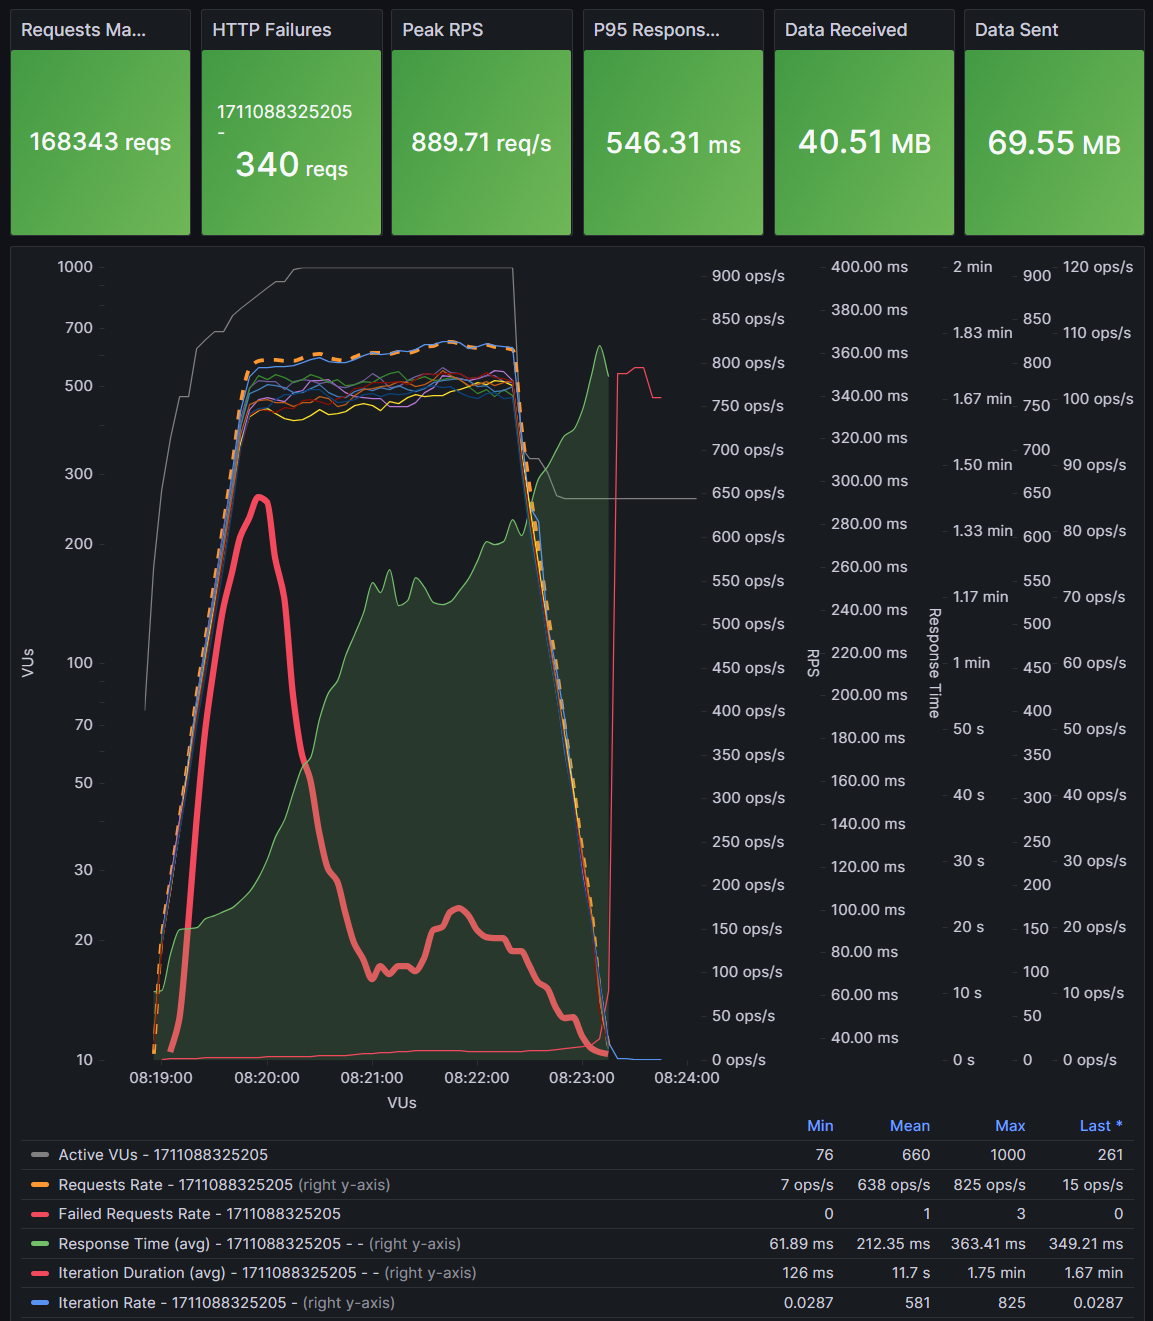 Requests Ma...
HTTP Failures
Peak RPS
P95 Respons...
Data Received
Data Sent
168343 reqs
1711088325205
-
340 reqs
889.71 req/s
546.31 ms
40.51 MB
69.55 MB
1000
700
500
300
200
100
70
50
30
20
10
VUs
900 ops/s
850 ops/s
800 ops/s
750 ops/s
700 ops/s
650 ops/s
600 ops/s
550 ops/s
500 ops/s
450 ops/s
400 ops/s
350 ops/s
300 ops/s
250 ops/s
200 ops/s
150 ops/s
100 ops/s
50 ops/s
0 ops/s
RPS
400.00 ms
380.00 ms
360.00 ms
340.00 ms
320.00 ms
300.00 ms
280.00 ms
260.00 ms
240.00 ms
220.00 ms
200.00 ms
180.00 ms
160.00 ms
140.00 ms
120.00 ms
100.00 ms
80.00 ms
60.00 ms
40.00 ms
Response Time
2 min
1.83 min
1.67 min
1.50 min
1.33 min
1.17 min
1 min
50 s
40 s
30 s
20 s
10 s
0 s
900
850
800
750
700
650
600
550
500
450
400
350
300
250
200
150
100
50
0
120 ops/s
110 ops/s
100 ops/s
90 ops/s
80 ops/s
70 ops/s
60 ops/s
50 ops/s
40 ops/s
30 ops/s
20 ops/s
10 ops/s
0 ops/s
08:19:00 08:20:00 08:21:00 08:22:00 08:23:00 08:24:00
VUs
Min Mean Max Last *
Active VUs - 1711088325205 76 660 1000 261
Requests Rate - 1711088325205 (right y-axis) 7 ops/s 638 ops/s 825 ops/s 15 ops/s
Failed Requests Rate - 1711088325205 0 1 3 0
Response Time (avg) - 1711088325205 - - (right y-axis) 61.89 ms 212.35 ms 363.41 ms 349.21 ms
Iteration Duration (avg) - 1711088325205 - - (right y-axis) 126 ms 11.7 s 1.75 min 1.67 min
Iteration Rate - 1711088325205 - (right y-axis) 0.0287 581 825 0.0287